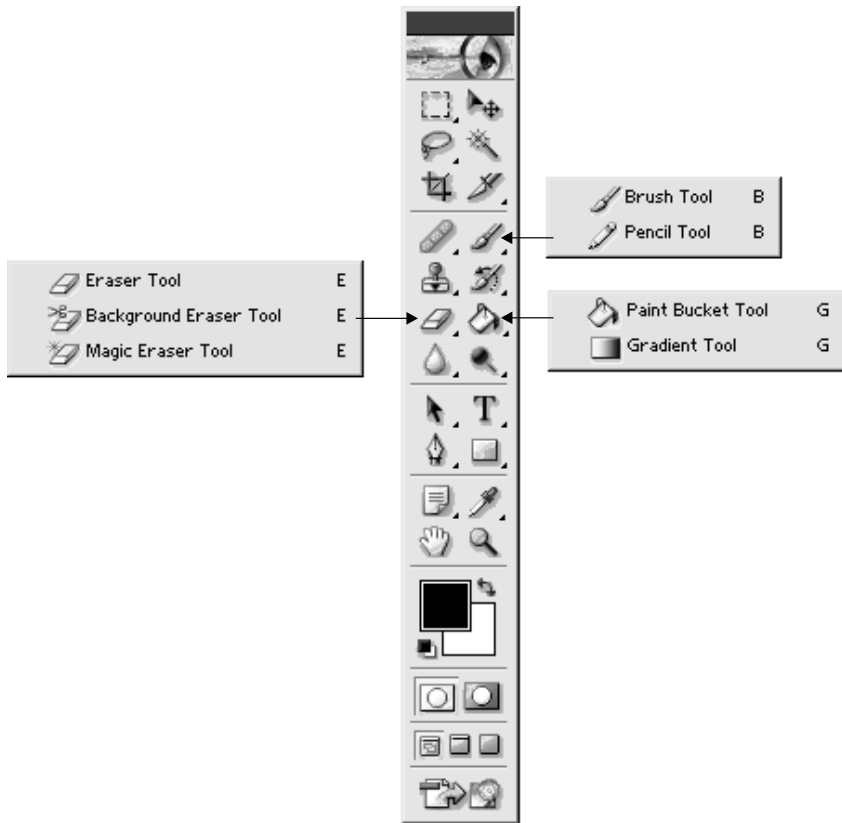 Brush Tool B
Pencil Tool B
Eraser Tool E
Background Eraser Tool E
Magic Eraser Tool E
Paint Bucket Tool G
Gradient Tool G
T